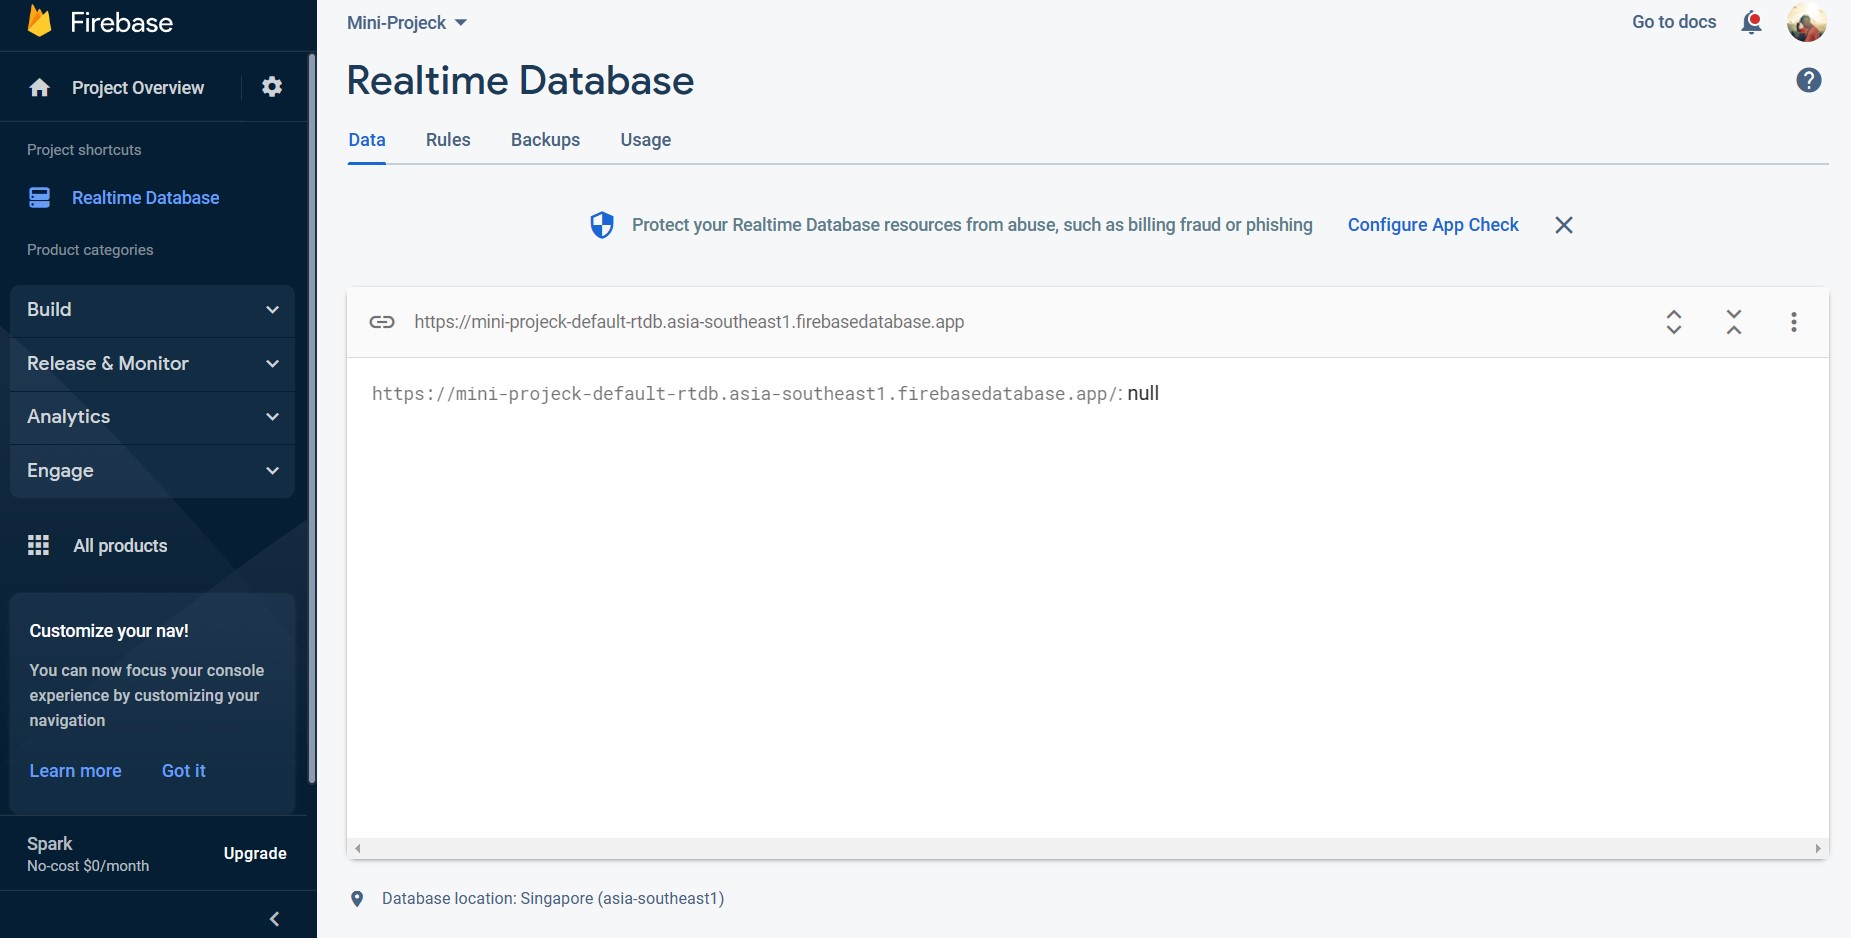 Firebase
Project Overview
Project shortcuts
Realtime Database
Product categories
Build
Release & Monitor
Analytics
Engage
All products
Customize your nav!
You can now focus your console
experience by customizing your
navigation
Learn more Got it
Spark
No-cost $0/month
Upgrade
Mini-Projeck
Go to docs
Realtime Database
Data Rules Backups Usage
Protect your Realtime Database resources from abuse, such as billing fraud or phishing Configure App Check
https://mini-projeck-default-rtdb.asia-southeast1.firebasedatabase.app
https://mini-projeck-default-rtdb.asia-southeast1.firebasedatabase.app/: null
Database location: Singapore (asia-southeast1)